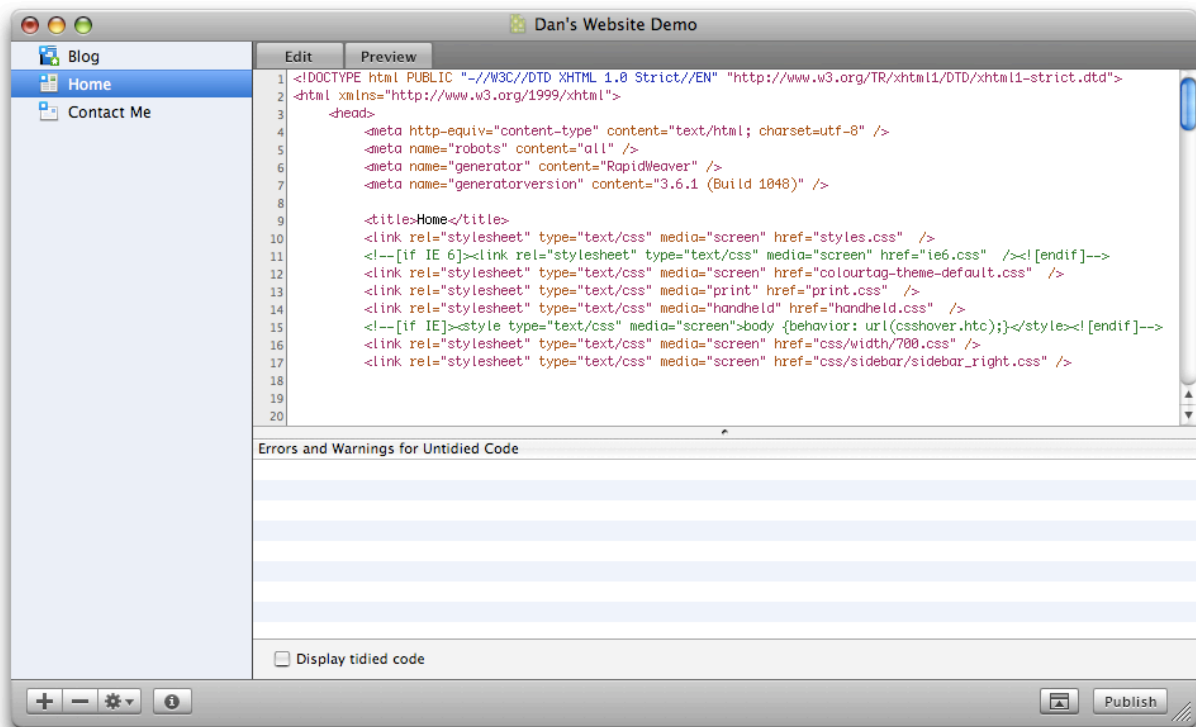 Dan's Website Demo
Blog
Home
Contact Me
Edit Preview
1 <!DOCTYPE html PUBLIC "-//W3C//DTD XHTML 1.0 Strict//EN" "http://www.w3.org/TR/xhtml1/DTD/xhtml1-strict.dtd">
2 <html xmlns="http://www.w3.org/1999/xhtml">
3 <head>
4 <meta http-equiv="content-type" content="text/html; charset=utf-8" />
5 <meta name="robots" content="all" />
6 <meta name="generator" content="RapidWeaver" />
7 <meta name="generatorversion" content="3.6.1 (Build 1048)" />
8
9 <title>Home</title>
10 <link rel="stylesheet" type="text/css" media="screen" href="styles.css"  />
11 <!--[if IE 6]><link rel="stylesheet" type="text/css" media="screen" href="ie6.css"  /><![endif]-->
12 <link rel="stylesheet" type="text/css" media="screen" href="colourtag-theme-default.css"  />
13 <link rel="stylesheet" type="text/css" media="print" href="print.css"  />
14 <link rel="stylesheet" type="text/css" media="handheld" href="handheld.css"  />
15 <!--[if IE]><style type="text/css" media="screen">body {behavior: url(csshover.htc);}</style><![endif]-->
16 <link rel="stylesheet" type="text/css" media="screen" href="css/width/700.css" />
17 <link rel="stylesheet" type="text/css" media="screen" href="css/sidebar/sidebar_right.css" />
18
19
20
Errors and Warnings for Untidied Code
Display tidied code
Publish